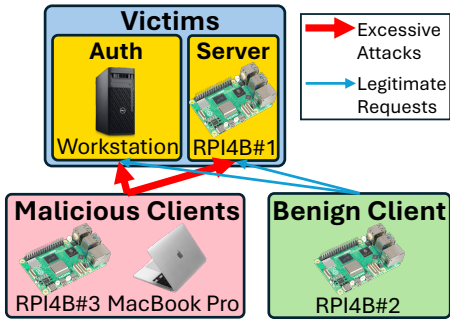 Victims
Auth
Workstation
Server
RPI4B#1
Excessive
Attacks
Legitimate
Requests
Malicious Clients
RPI4B#3 MacBook Pro
Benign Client
RPI4B#2